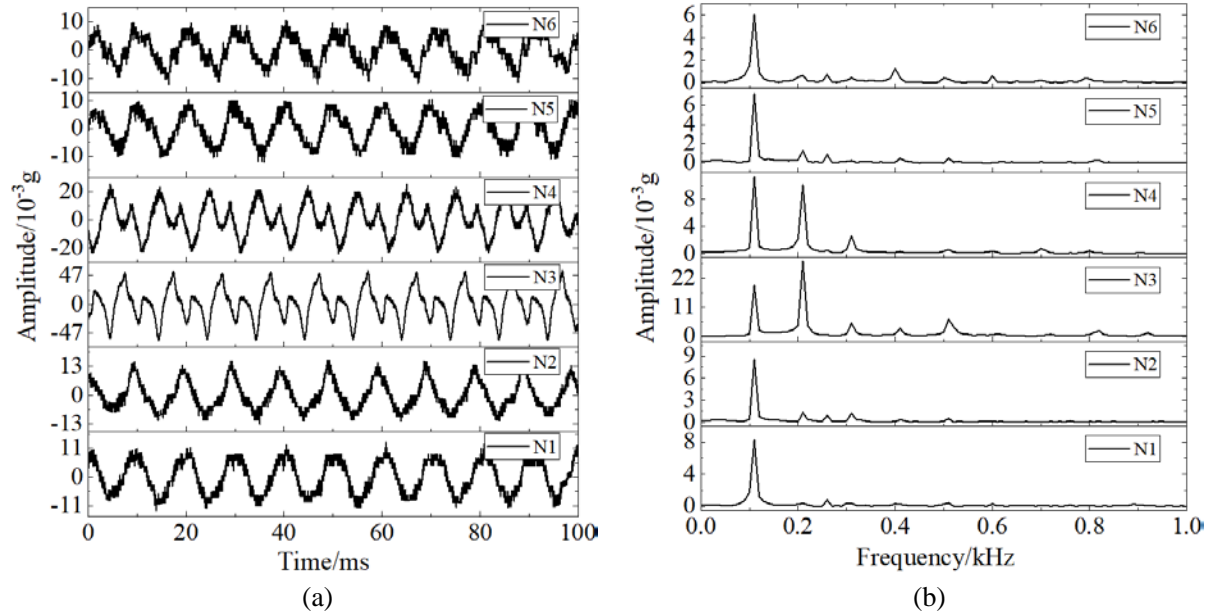 10
0
-10
N6
10
0
-10
N5
20
0
-20
N4
47
0
-47
N3
13
0
-13
N2
11
0
-11
N1
0 20 40 60 80 100
Amplitude/10⁻³g
Time/ms
(a)
6
4
2
0
N6
6
4
2
0
N5
8
4
0
N4
22
11
0
N3
9
6
3
0
N2
8
4
0
N1
0.0 0.2 0.4 0.6 0.8 1.0
Amplitude/10⁻³g
Frequency/kHz
(b)